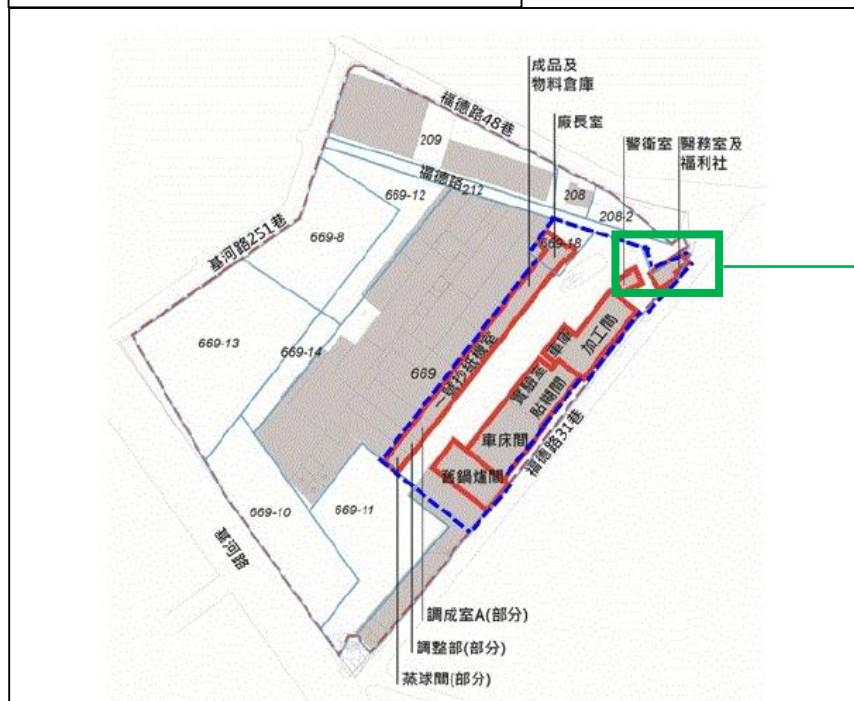 成品及
物料倉庫
福德路48巷
廠長室
警衛室
醫務室及
福利社
209
福德路212
208
208-2
669-12
669-8
基河路251巷
669-18
669-13
669-14
669
一號抄紙機室
車庫
加工間
實驗室
貼糊間
車床間
舊鍋爐間
福德路31巷
669-10
669-11
基河路
調成室A(部分)
調整部(部分)
蒸球間(部分)